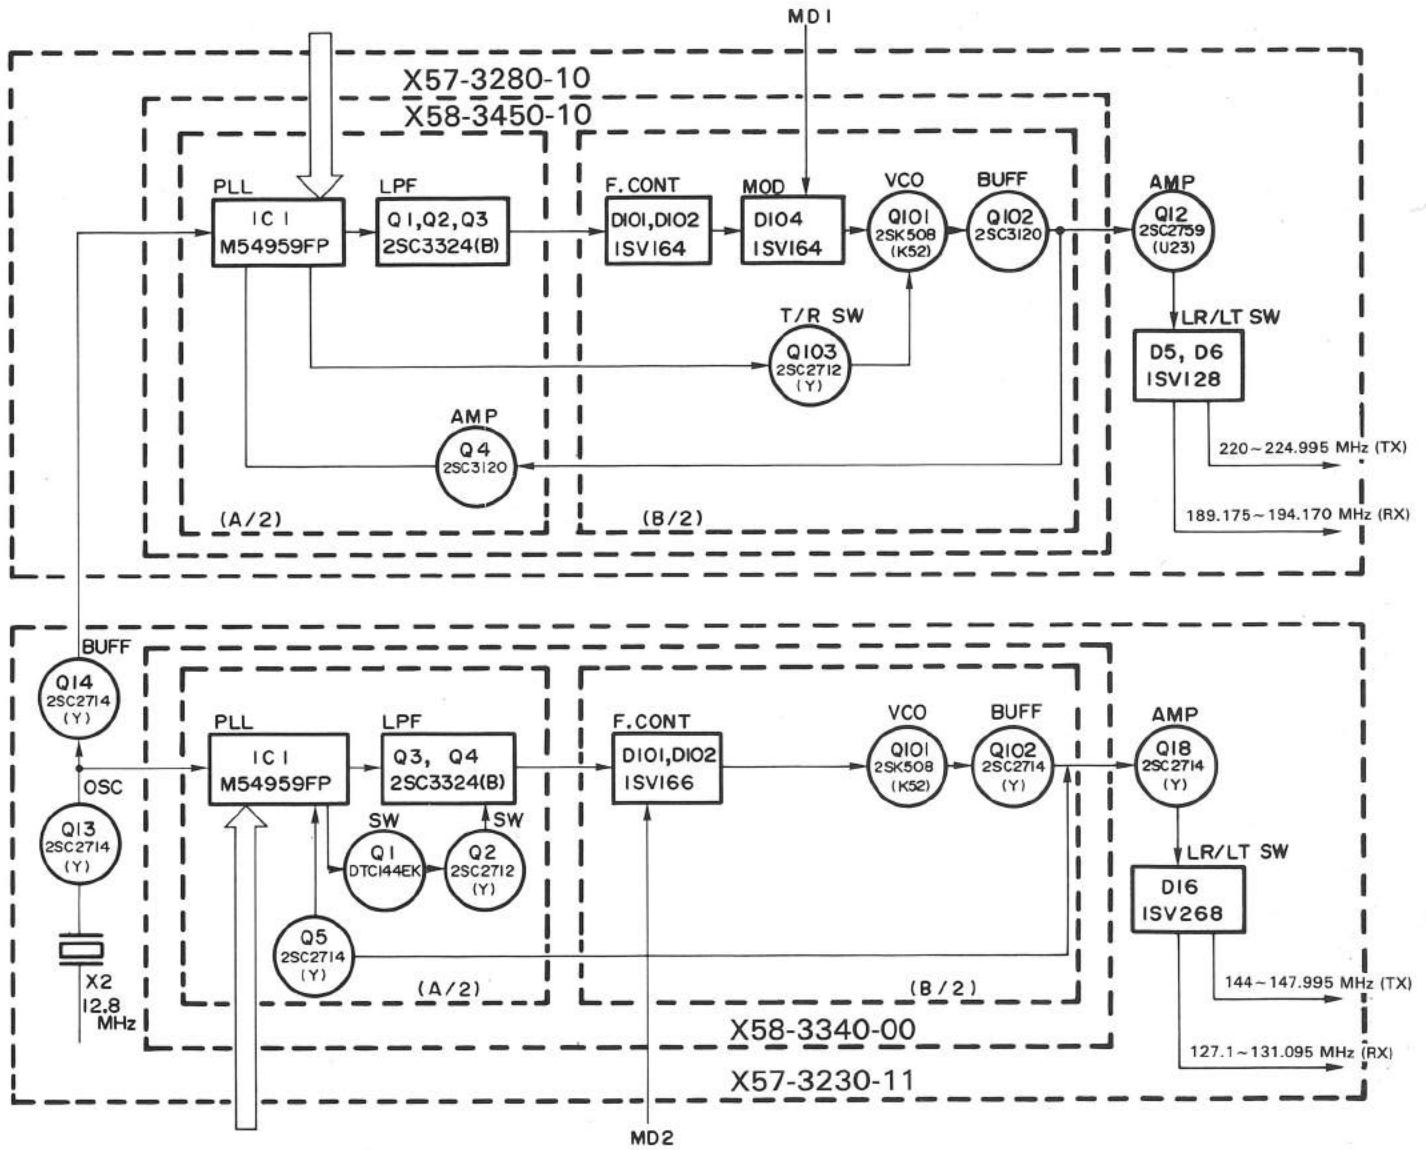 MD1
X57-3280-10
X58-3450-10
PLL
IC1
M54959FP
LPF
Q1,Q2,Q3
2SC3324(B)
F.CONT
D101,D102
1SV164
MOD
D104
1SV164
VCO
Q101
2SK508
(K52)
BUFF
Q102
2SC3120
AMP
Q12
2SC2759
(U23)
T/R SW
Q103
2SC2712
(Y)
LR/LT SW
D5, D6
1SV128
AMP
Q4
2SC3120
220~224.995 MHz (TX)
189.175~194.170 MHz (RX)
(A/2)
(B/2)
BUFF
Q14
2SC2714
(Y)
OSC
Q13
2SC2714
(Y)
X2
12.8
MHz
PLL
IC1
M54959FP
LPF
Q3, Q4
2SC3324(B)
SW
Q1
DTC144EK
SW
Q2
2SC2712
(Y)
Q5
2SC2714
(Y)
F.CONT
D101,D102
1SV166
VCO
Q101
2SK508
(K52)
BUFF
Q102
2SC2714
(Y)
AMP
Q18
2SC2714
(Y)
LR/LT SW
D16
1SV268
144~147.995 MHz (TX)
127.1~131.095 MHz (RX)
(A/2)
(B/2)
X58-3340-00
X57-3230-11
MD2